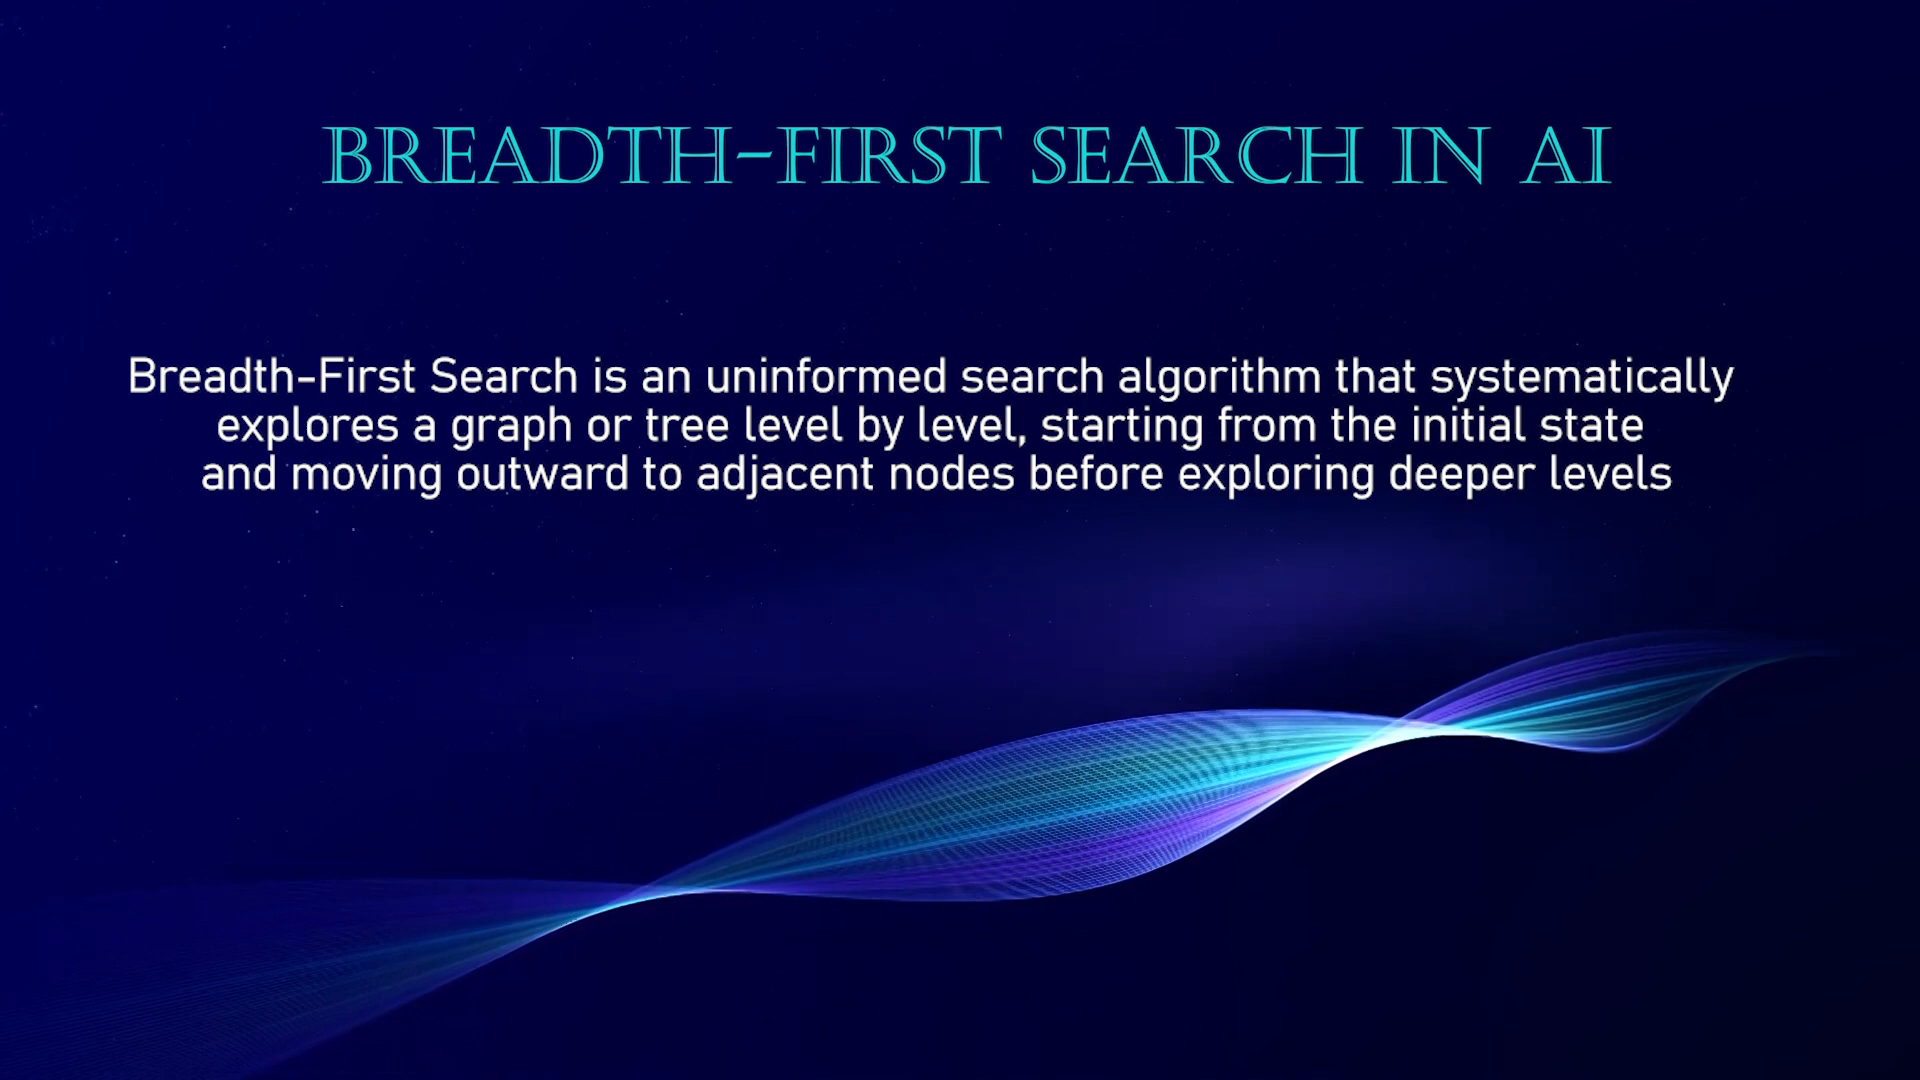 BREADTH-FIRST SEARCH IN AI
Breadth-First Search is an uninformed search algorithm that systematically
explores a graph or tree level by level, starting from the initial state
and moving outward to adjacent nodes before exploring deeper levels